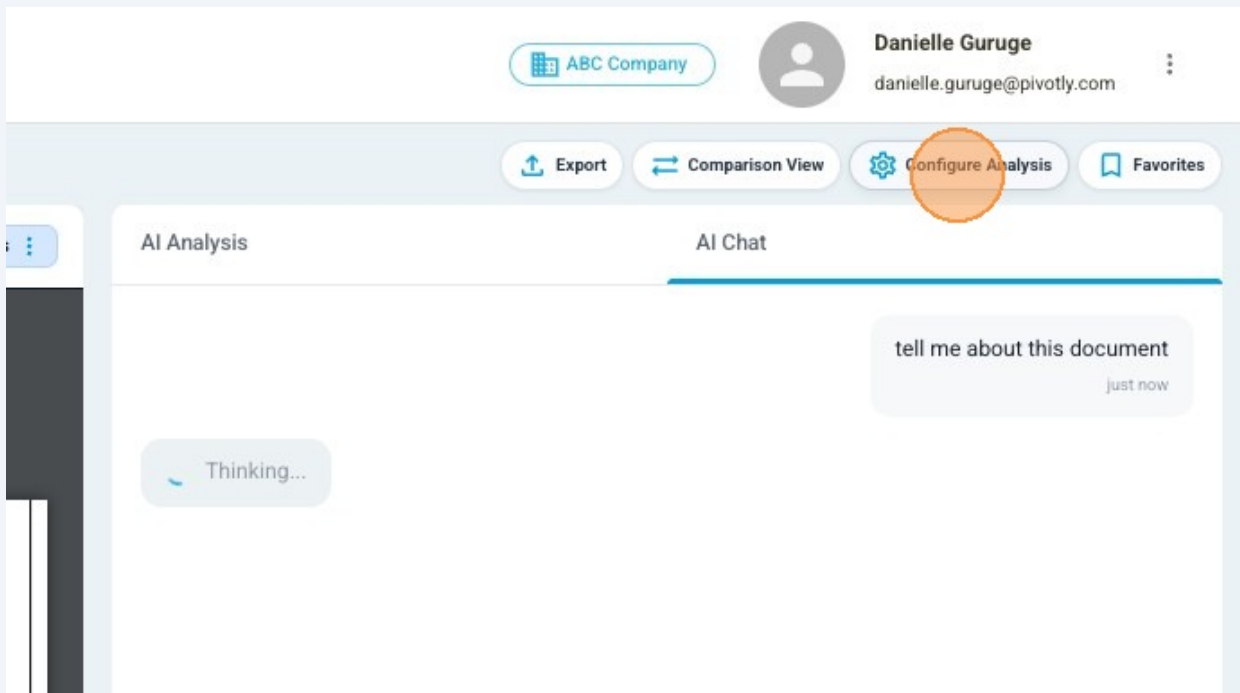 ABC Company
Danielle Guruge
danielle.guruge@pivotly.com
Export
Comparison View
Configure Analysis
Favorites
AI Analysis
AI Chat
tell me about this document
just now
Thinking...